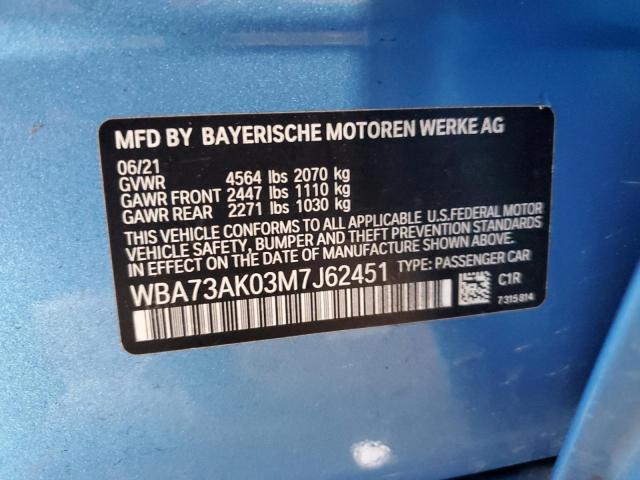 MFD BY BAYERISCHE MOTOREN WERKE AG
06/21
GVWR 4564 lbs 2070 kg
GAWR FRONT 2447 lbs 1110 kg
GAWR REAR 2271 lbs 1030 kg
THIS VEHICLE CONFORMS TO ALL APPLICABLE U.S.FEDERAL MOTOR
VEHICLE SAFETY, BUMPER AND THEFT PREVENTION STANDARDS
IN EFFECT ON THE DATE OF MANUFACTURE SHOWN ABOVE.
WBA73AK03M7J62451 TYPE: PASSENGER CAR
C1R
7315814